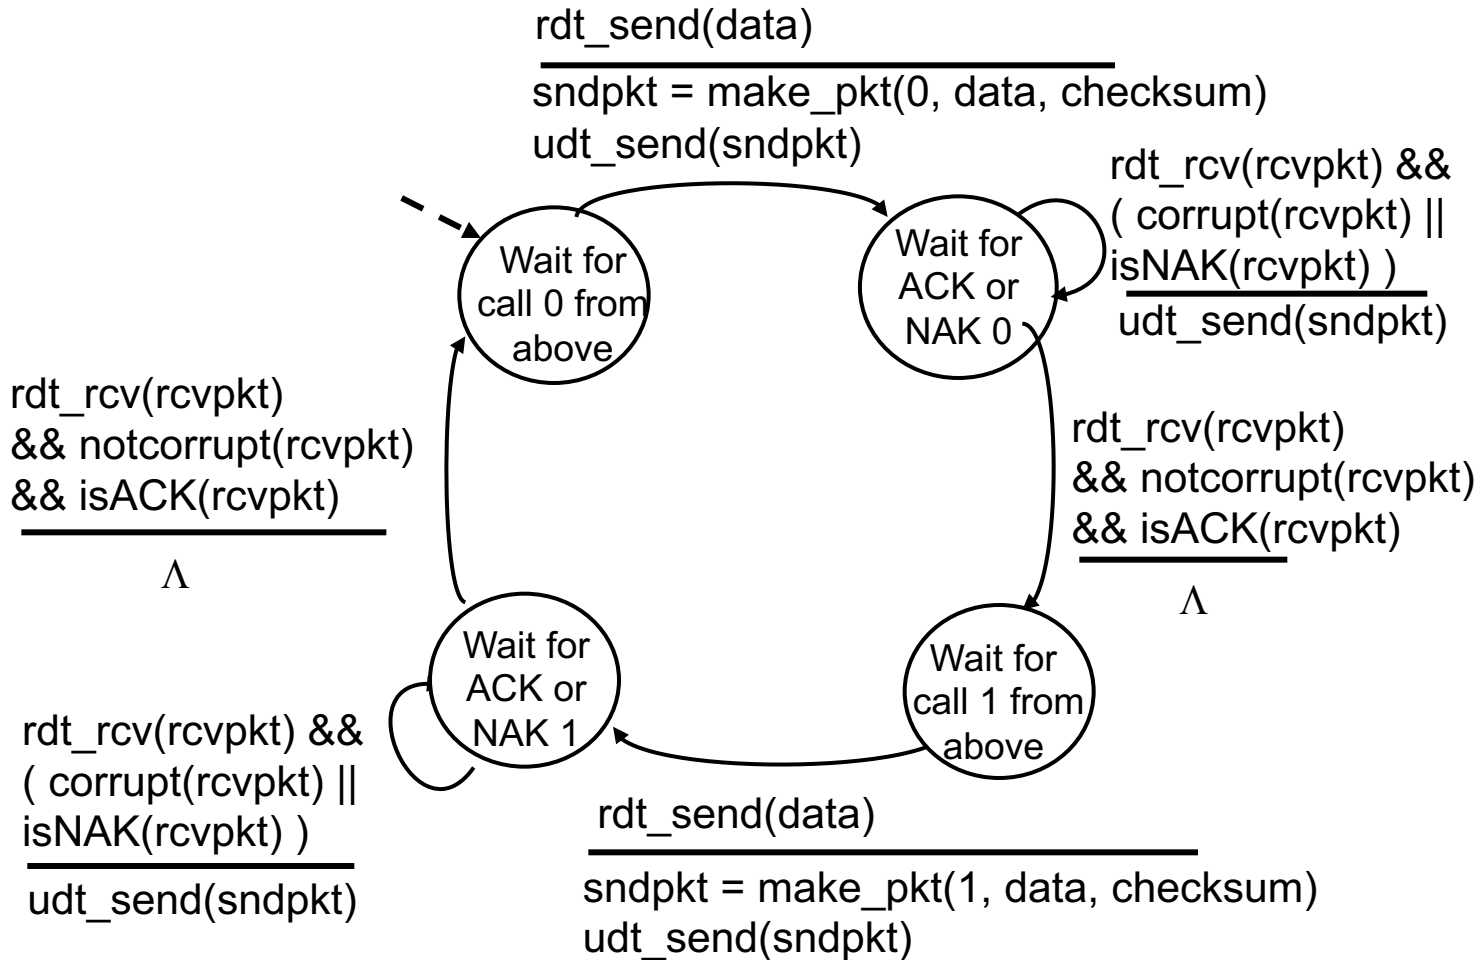 rdt_send(data)
sndpkt = make_pkt(0, data, checksum)
udt_send(sndpkt)
rdt_rcv(rcvpkt) &&
( corrupt(rcvpkt) ||
isNAK(rcvpkt) )
udt_send(sndpkt)
Wait for
call 0 from
above
Wait for
ACK or
NAK 0
rdt_rcv(rcvpkt)
&& notcorrupt(rcvpkt)
&& isACK(rcvpkt)
Λ
rdt_rcv(rcvpkt)
&& notcorrupt(rcvpkt)
&& isACK(rcvpkt)
Λ
Wait for
ACK or
NAK 1
Wait for
call 1 from
above
rdt_rcv(rcvpkt) &&
( corrupt(rcvpkt) ||
isNAK(rcvpkt) )
udt_send(sndpkt)
rdt_send(data)
sndpkt = make_pkt(1, data, checksum)
udt_send(sndpkt)